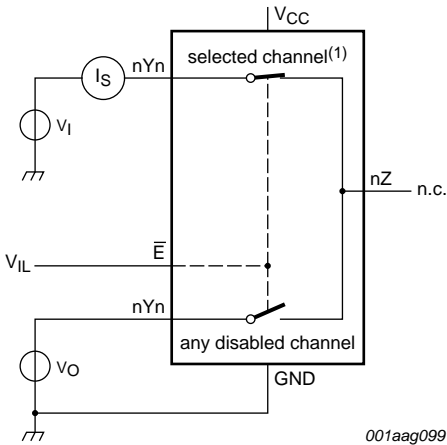 VCC
nYn
selected channel(1)
IS
VI
nZ
n.c.
VIL
E̅
nYn
any disabled channel
VO
GND
001aag099